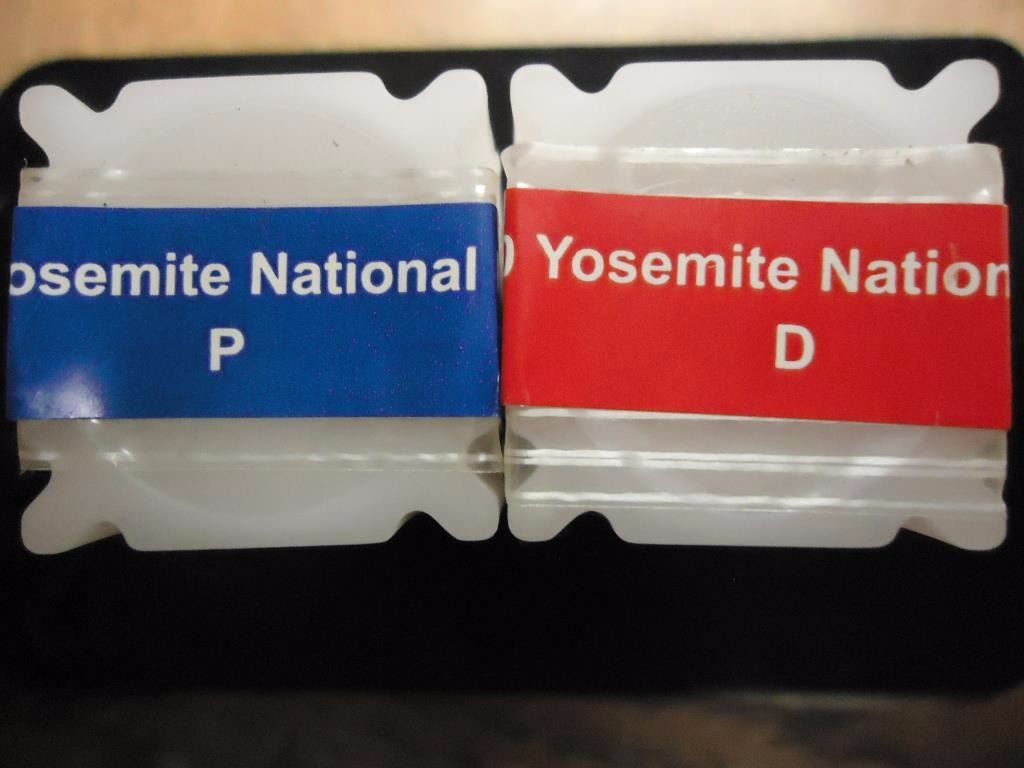 osemite National
P
Yosemite Nation
D